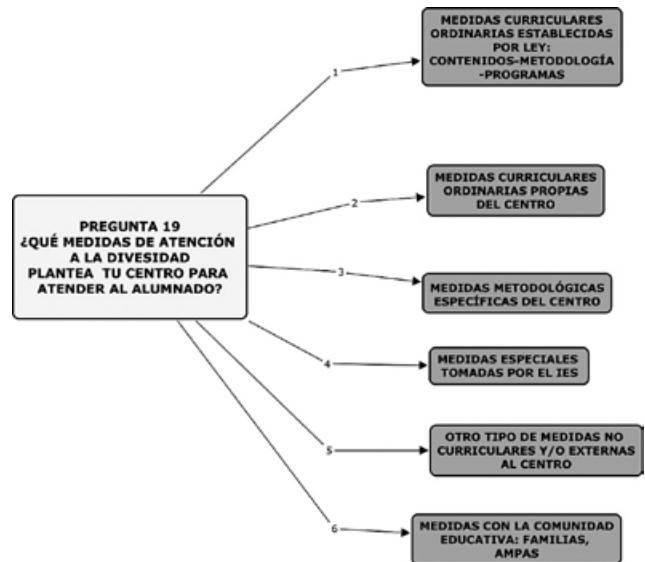 MEDIDAS CURRICULARES
ORDINARIAS ESTABLECIDAS
POR LEY:
CONTENIDOS-METODOLOGÍA
-PROGRAMAS
1
MEDIDAS CURRICULARES
ORDINARIAS PROPIAS
DEL CENTRO
2
PREGUNTA 19
¿QUÉ MEDIDAS DE ATENCIÓN
A LA DIVESIDAD
PLANTEA TU CENTRO PARA
ATENDER AL ALUMNADO?
3
MEDIDAS METODOLÓGICAS
ESPECÍFICAS DEL CENTRO
4
MEDIDAS ESPECIALES
TOMADAS POR EL IES
5
OTRO TIPO DE MEDIDAS NO
CURRICULARES Y/O EXTERNAS
AL CENTRO
6
MEDIDAS CON LA COMUNIDAD
EDUCATIVA: FAMILIAS,
AMPAS